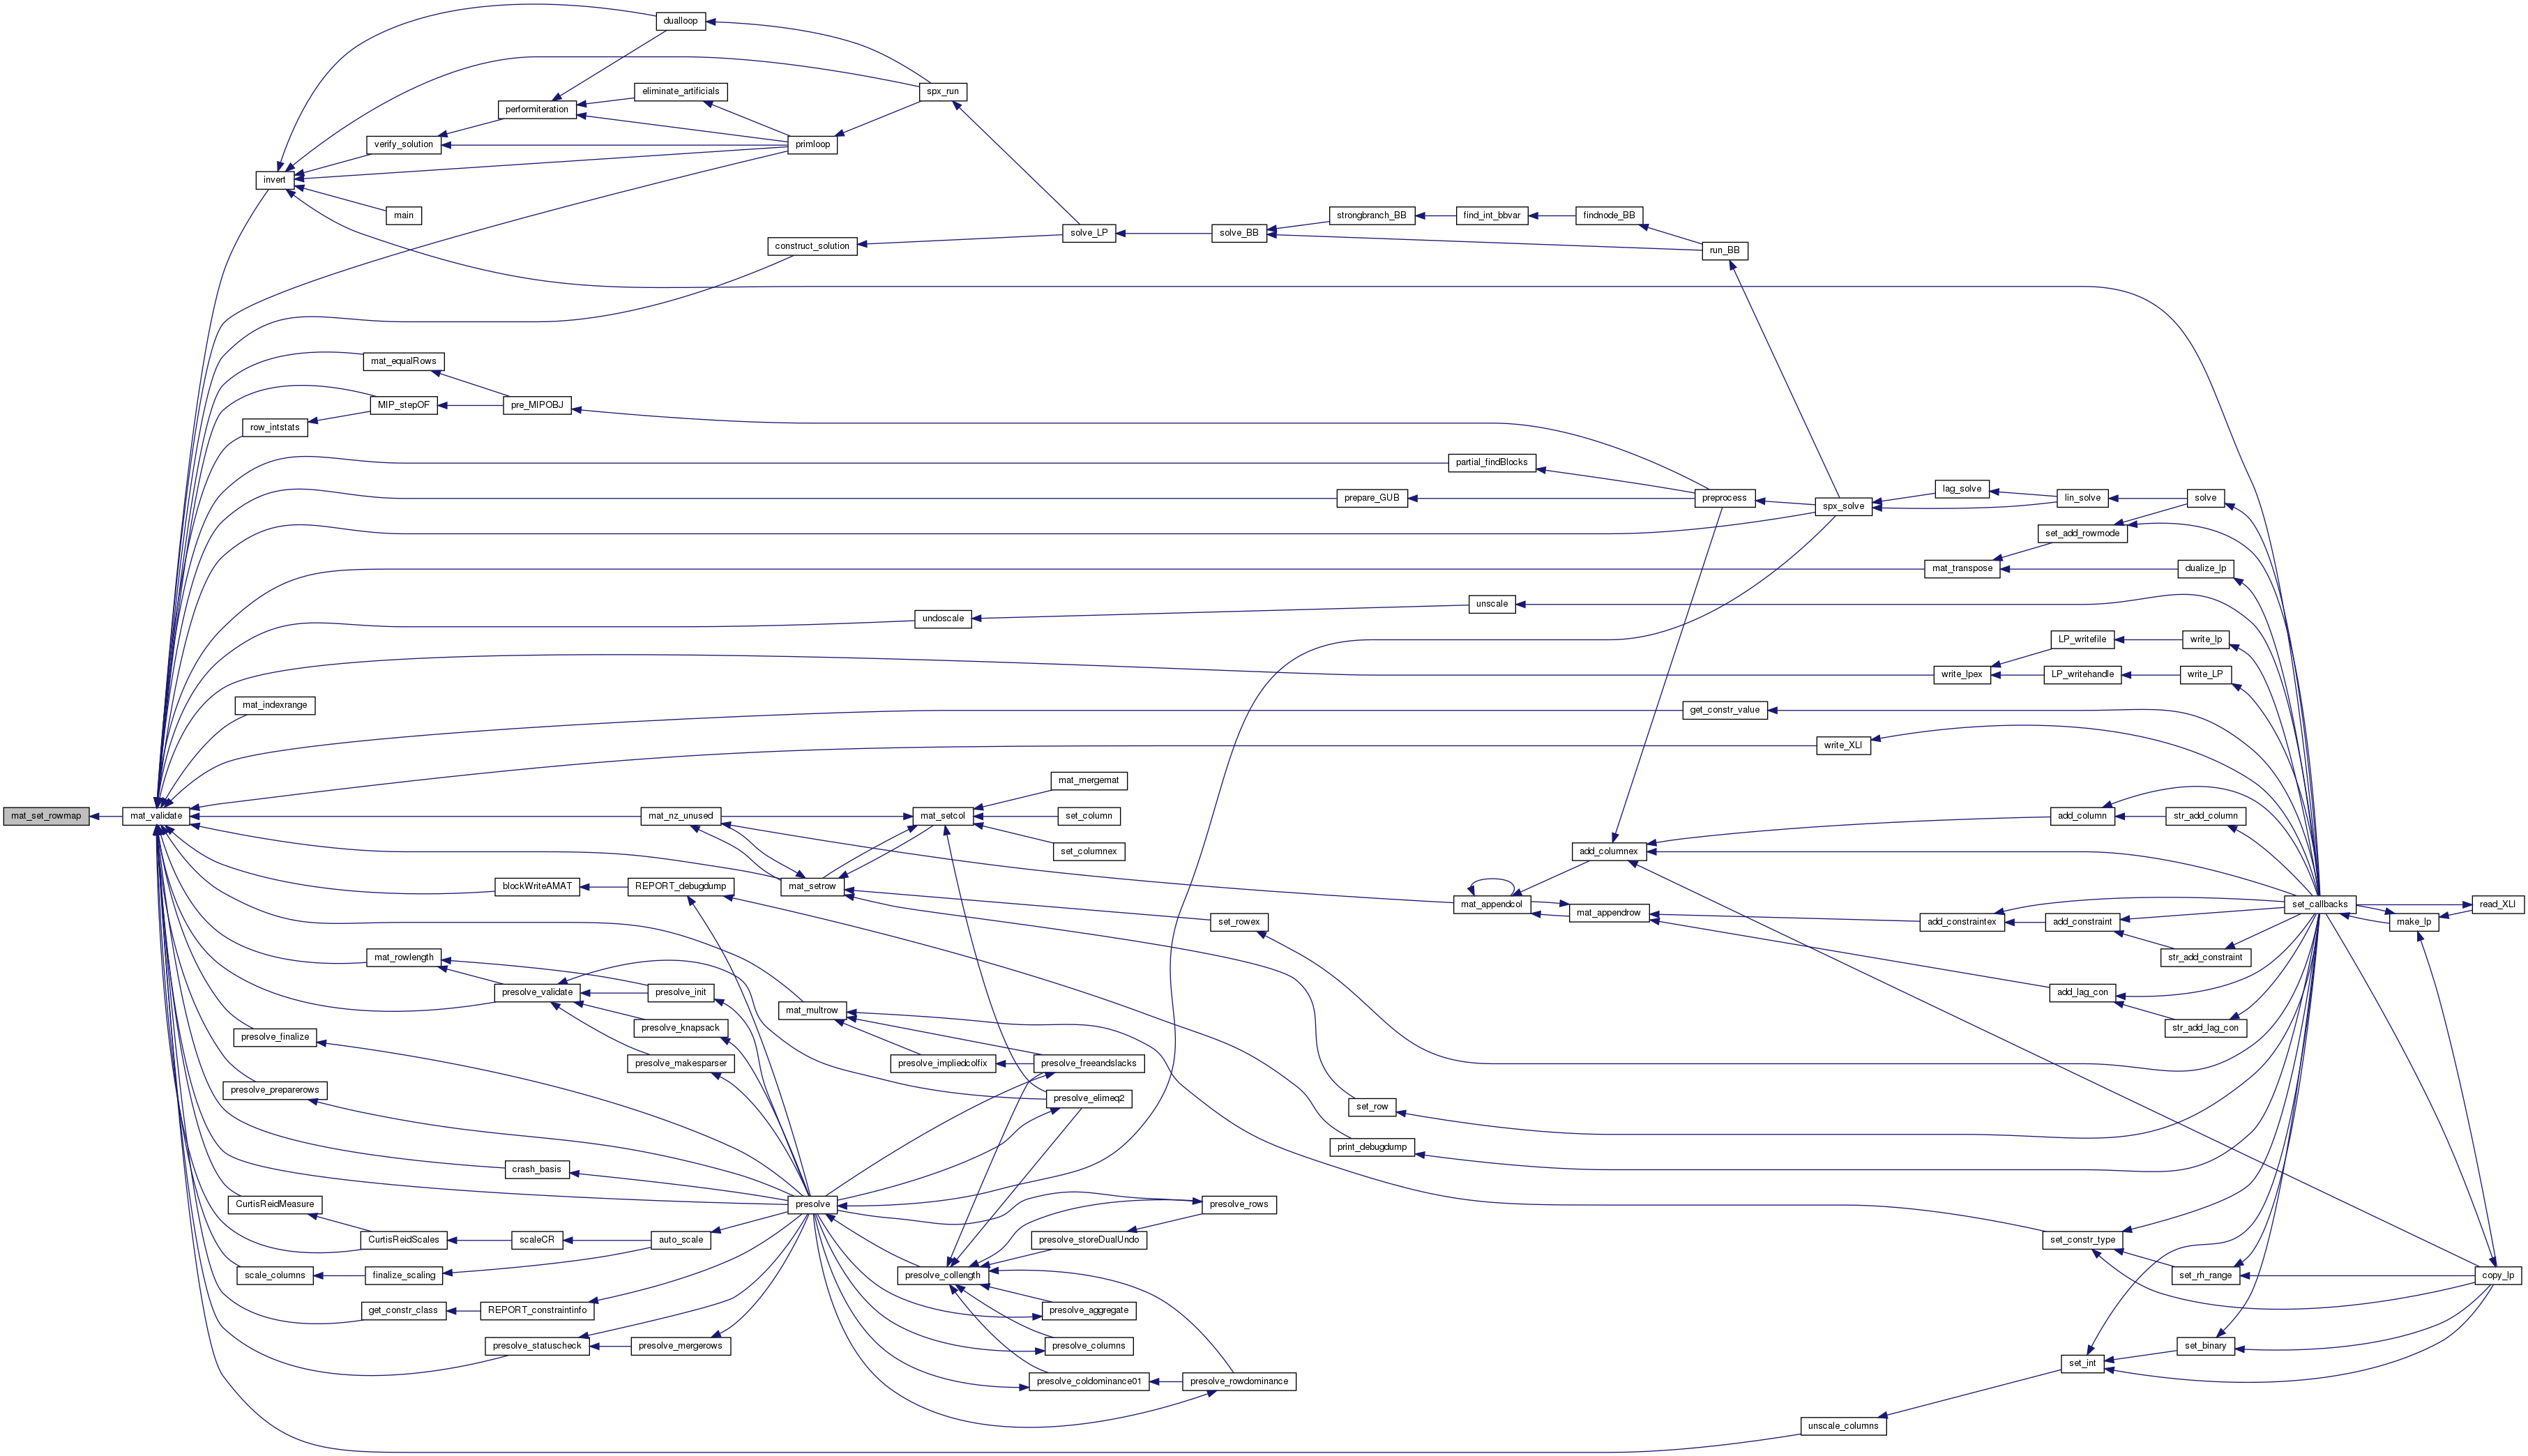 dualloop
eliminate_artificials
spx_run
performiteration
verify_solution
primloop
invert
main
strongbranch_BB
find_int_bbvar
findnode_BB
solve_LP
solve_BB
construct_solution
run_BB
mat_equalRows
MIP_stepOF
pre_MIPOBJ
row_intstats
partial_findBlocks
prepare_GUB
preprocess
spx_solve
lag_solve
lin_solve
solve
set_add_rowmode
mat_transpose
dualize_lp
undoscale
unscale
LP_writefile
write_lp
write_lpex
LP_writehandle
write_LP
mat_indexrange
get_constr_value
write_XLI
mat_mergemat
mat_set_rowmap
mat_validate
mat_nz_unused
mat_setcol
set_column
add_column
str_add_column
set_columnex
add_columnex
blockWriteAMAT
REPORT_debugdump
mat_setrow
mat_appendcol
mat_appendrow
set_callbacks
read_XLI
set_rowex
add_constraintex
add_constraint
make_lp
mat_rowlength
str_add_constraint
presolve_validate
presolve_init
add_lag_con
mat_multrow
presolve_knapsack
str_add_lag_con
presolve_finalize
presolve_makesparser
presolve_impliedcolfix
presolve_freeandslacks
presolve_preparerows
presolve_elimeq2
set_row
print_debugdump
crash_basis
CurtisReidMeasure
presolve
presolve_rows
CurtisReidScales
scaleCR
auto_scale
presolve_storeDualUndo
set_constr_type
scale_columns
finalize_scaling
presolve_collength
set_rh_range
copy_lp
get_constr_class
REPORT_constraintinfo
presolve_aggregate
presolve_statuscheck
presolve_mergerows
presolve_columns
set_binary
set_int
presolve_coldominance01
presolve_rowdominance
unscale_columns